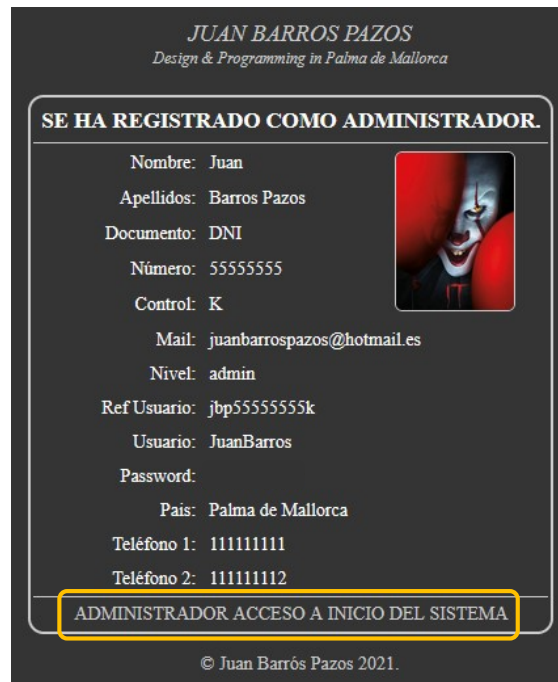 JUAN BARROS PAZOS
Design & Programming in Palma de Mallorca
SE HA REGISTRADO COMO ADMINISTRADOR.
Nombre: Juan
Apellidos: Barros Pazos
Documento: DNI
Número: 55555555
Control: K
Mail: juanbarrospazos@hotmail.es
Nivel: admin
Ref Usuario: jbp55555555k
Usuario: JuanBarros
Password:
Pais: Palma de Mallorca
Teléfono 1: 111111111
Teléfono 2: 111111112
ADMINISTRADOR ACCESO A INICIO DEL SISTEMA
© Juan Barrós Pazos 2021.